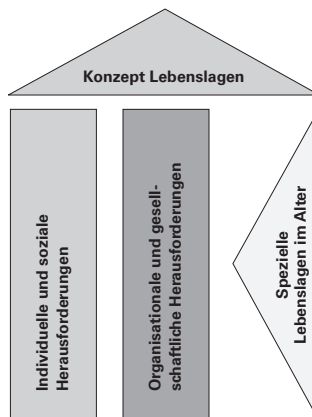 Konzept Lebenslagen
Individuelle und soziale
Herausforderungen
Organisationale und gesell-
schaftliche Herausforderungen
Spezielle
Lebenslagen im Alter